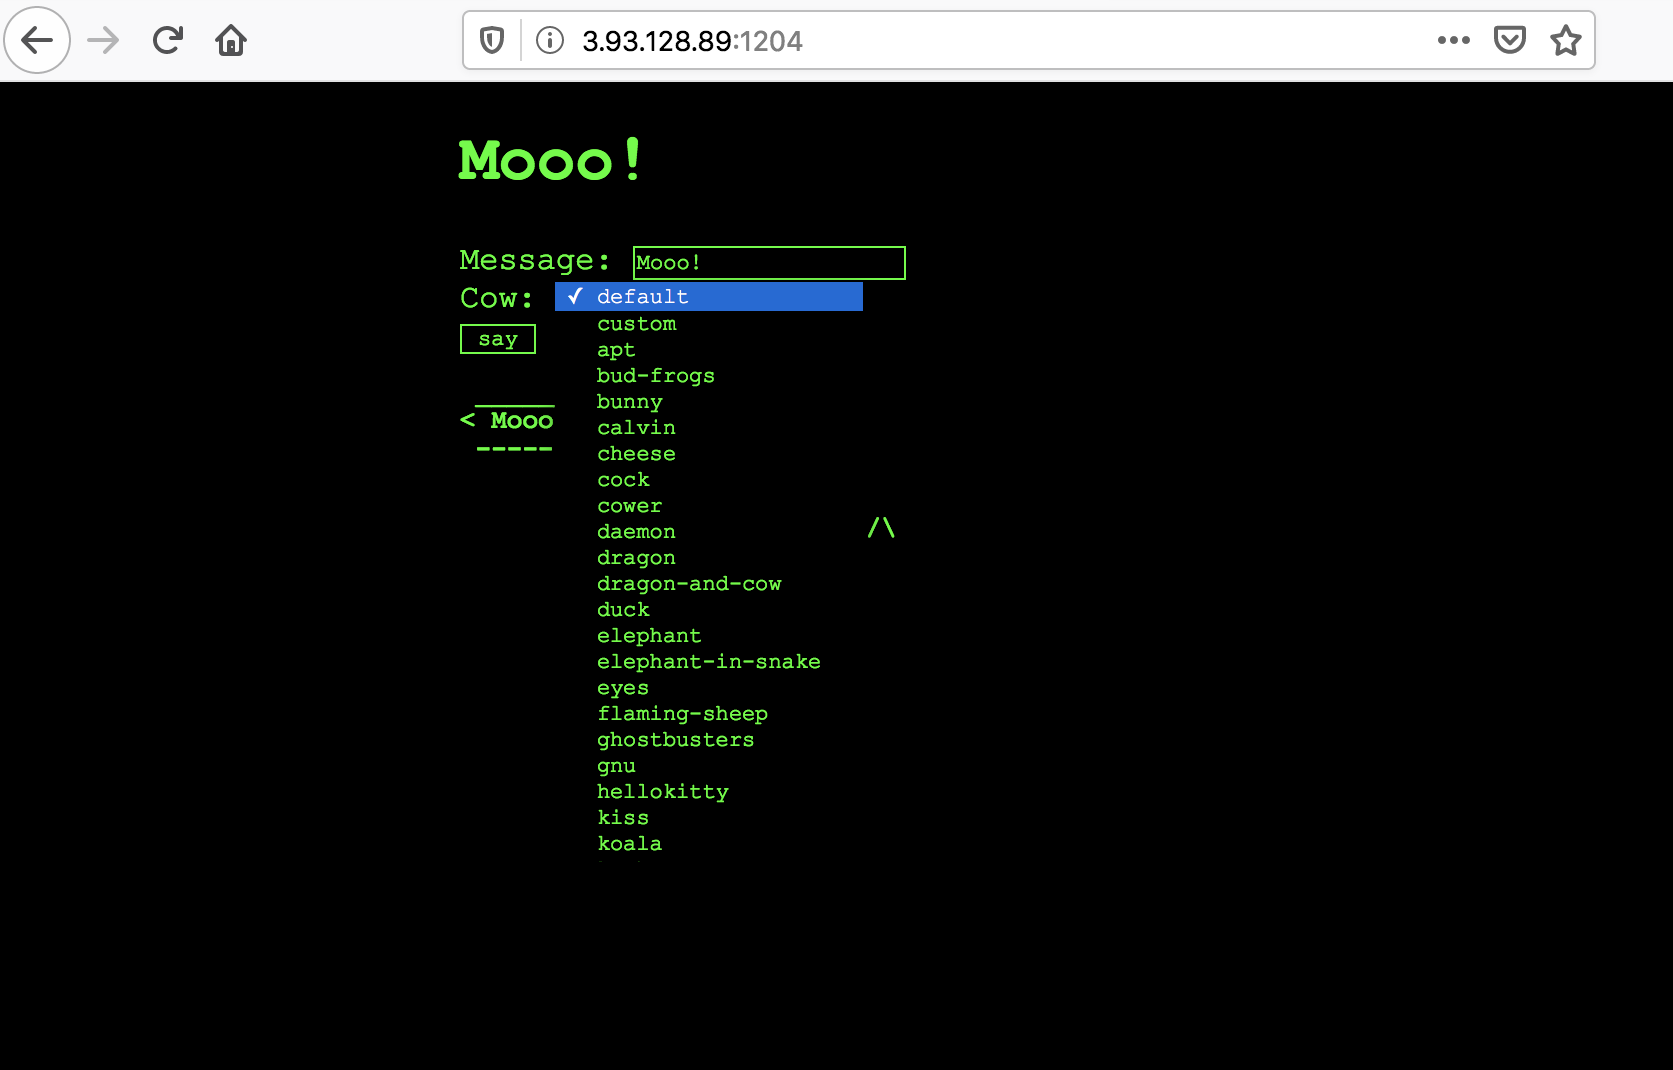 3.93.128.89:1204
Mooo!
Message: Mooo!
Cow: ✓ default
custom
say
apt
bud-frogs
bunny
< Mooo
calvin
-----
cheese
cock
cower
daemon
/\
dragon
dragon-and-cow
duck
elephant
elephant-in-snake
eyes
flaming-sheep
ghostbusters
gnu
hellokitty
kiss
koala